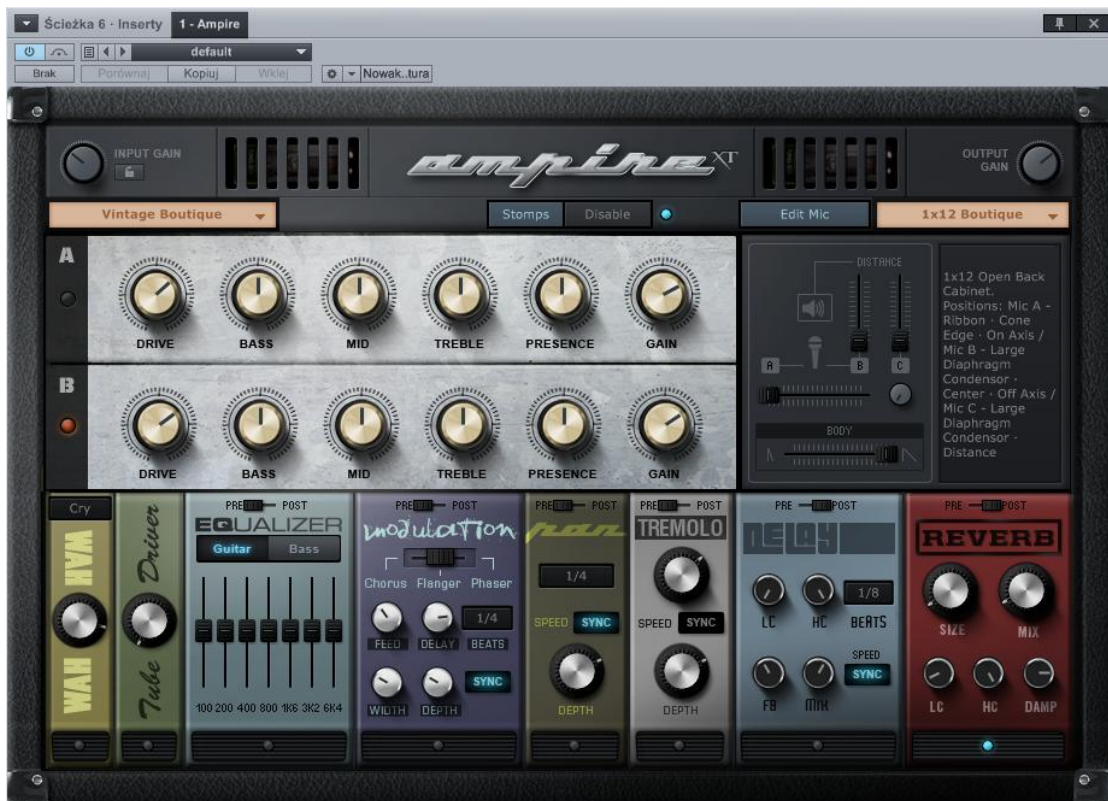 Ścieżka 6 · Inserty 1 - Ampire
default
Brak Porównaj Kopiuj Wklej Nowak..tura
INPUT GAIN
ampire XT
OUTPUT
GAIN
Vintage Boutique
Stomps Disable
Edit Mic
1x12 Boutique
A
DRIVE BASS MID TREBLE PRESENCE GAIN
B
DRIVE BASS MID TREBLE PRESENCE GAIN
DISTANCE
A B C
BODY
1x12 Open Back
Cabinet.
Positions: Mic A -
Ribbon · Cone
Edge · On Axis /
Mic B - Large
Diaphragm
Condensor ·
Center · Off Axis /
Mic C - Large
Diaphragm
Condensor ·
Distance
Cry
WAH
WAH
Tube Driver
PRE POST
EQUALIZER
Guitar Bass
100 200 400 800 1K6 3K2 6K4
PRE POST
modulation
Chorus Flanger Phaser
1/4
FEED DELAY BEATS
SYNC
WIDTH DEPTH
PRE POST
pan
1/4
SPEED SYNC
DEPTH
PRE POST
TREMOLO
SPEED SYNC
DEPTH
PRE POST
DELAY
1/8
LC HC BEATS
SPEED
SYNC
FB MIX
PRE POST
REVERB
SIZE MIX
LC HC DAMP